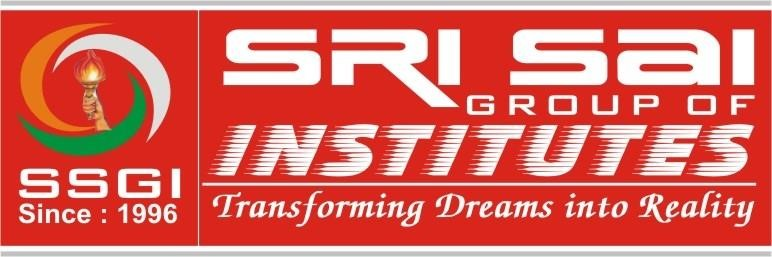 SSGI
Since : 1996
SRI SaI
GROUP OF
INSTITUTES
Transforming Dreams into Reality